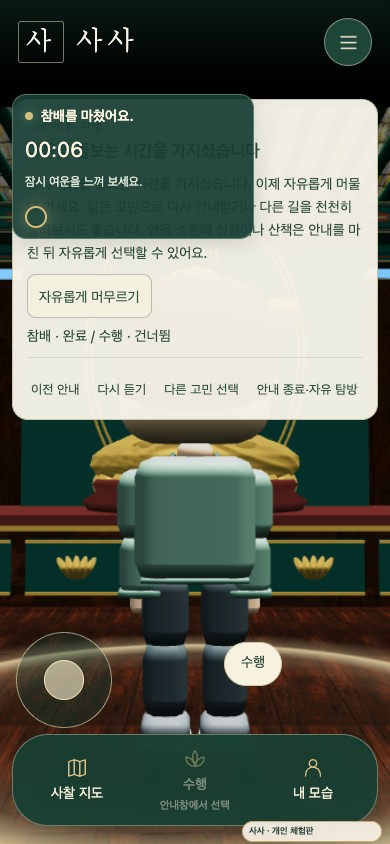 사 사사
참배를 마쳤어요.
00:06
보는 시간을 가지셨습니다
잠시 여운을 느껴 보세요.
시간을 가지셨습니다. 이제 자유롭게 머물
가세요. 같은 고민으로 다시 안내받거나 다른 길을 천천히
산책은 안내를 마
친 뒤 자유롭게 선택할 수 있어요.
자유롭게 머무르기
참배 · 완료 / 수행 · 건너뜀
이전 안내 다시 듣기 다른 고민 선택 안내 종료·자유 탐방
수행
사찰 지도
수행
안내창에서 선택
내 모습
사사 · 개인 체험판